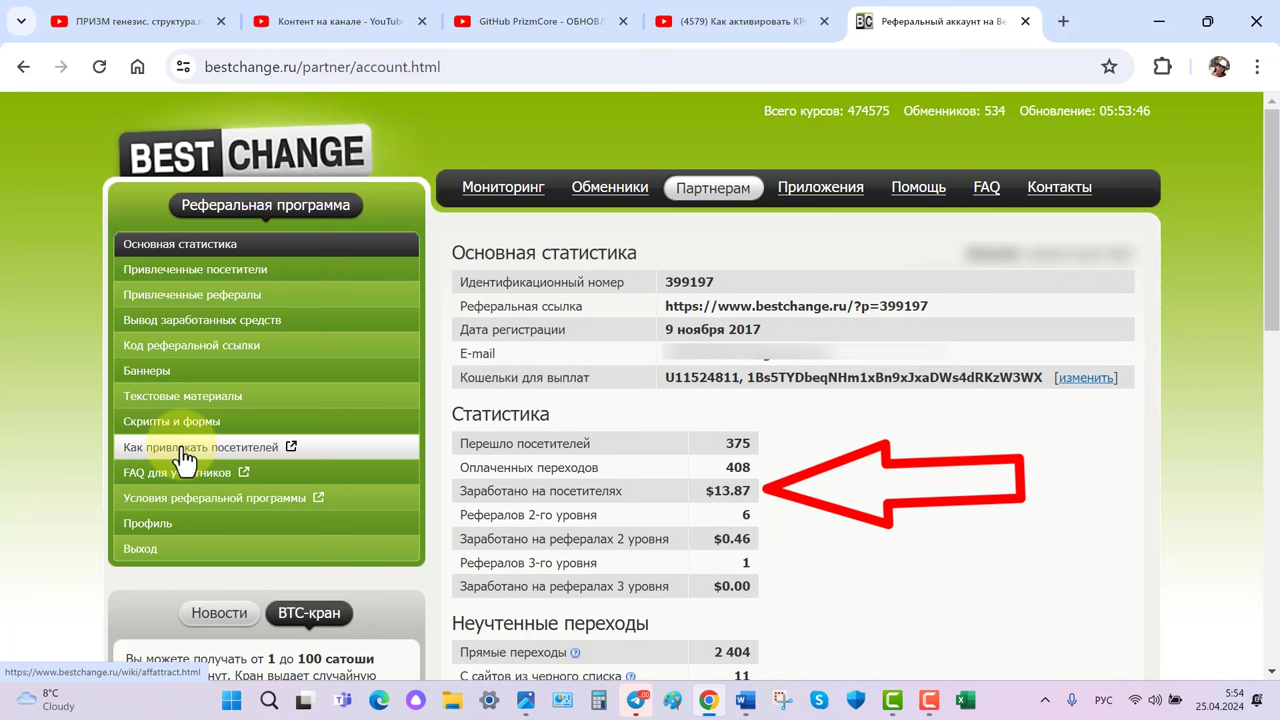 ПРИЗМ генезис, структура.п
Контент на канале - YouTube
GitHub PrizmCore - ОБНОВЛ
(4579) Как активировать КРА
Реферальный аккаунт на Be
bestchange.ru/partner/account.html
Всего курсов: 474575 Обменников: 534 Обновление: 05:53:46
BEST CHANGE
Мониторинг Обменники Партнерам Приложения Помощь FAQ Контакты
Реферальная программа
Основная статистика
Привлеченные посетители
Привлеченные рефералы
Вывод заработанных средств
Код реферальной ссылки
Баннеры
Текстовые материалы
Скрипты и формы
Как привлекать посетителей
FAQ для участников
Условия реферальной программы
Профиль
Выход
Новости BTC-кран
Вы можете получать от 1 до 100 сатоши
нут. Кран выдает случайную
Основная статистика
Идентификационный номер 399197
Реферальная ссылка https://www.bestchange.ru/?p=399197
Дата регистрации 9 ноября 2017
E-mail
Кошельки для выплат U11524811, 1Bs5TYDbeqNHm1xBn9xJxaDWs4dRKzW3WX [изменить]
Статистика
Перешло посетителей 375
Оплаченных переходов 408
Заработано на посетителях $13.87
Рефералов 2-го уровня 6
Заработано на рефералах 2 уровня $0.46
Рефералов 3-го уровня 1
Заработано на рефералах 3 уровня $0.00
Неучтенные переходы
Прямые переходы 2 404
С сайтов из черного списка 11
https://www.bestchange.ru/wiki/affattract.html
8°C
Cloudy
РУС
5:54
25.04.2024